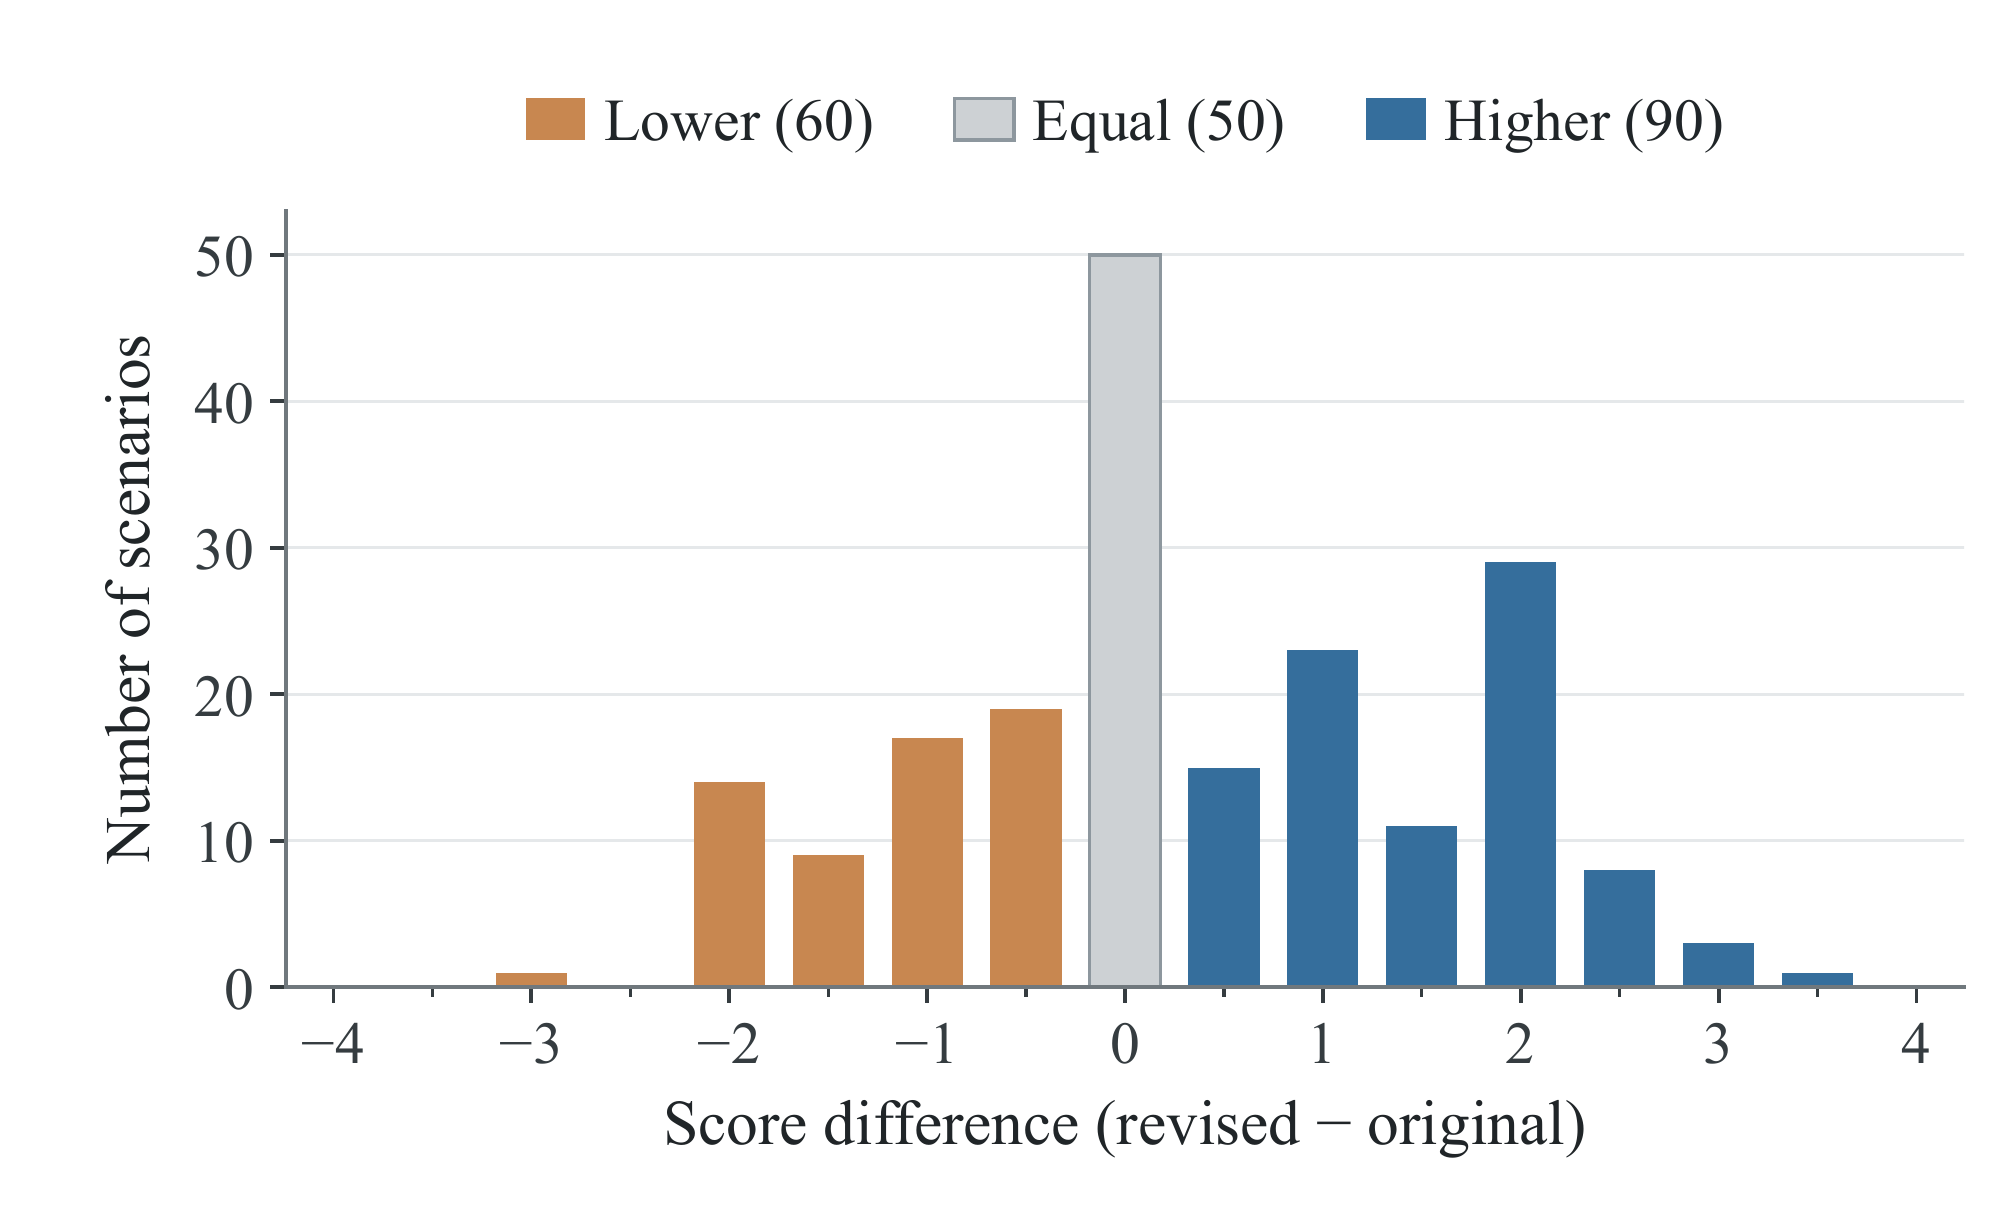 Lower (60) Equal (50) Higher (90)
50
40
30
20
10
0
Number of scenarios
−4 −3 −2 −1 0 1 2 3 4
Score difference (revised − original)